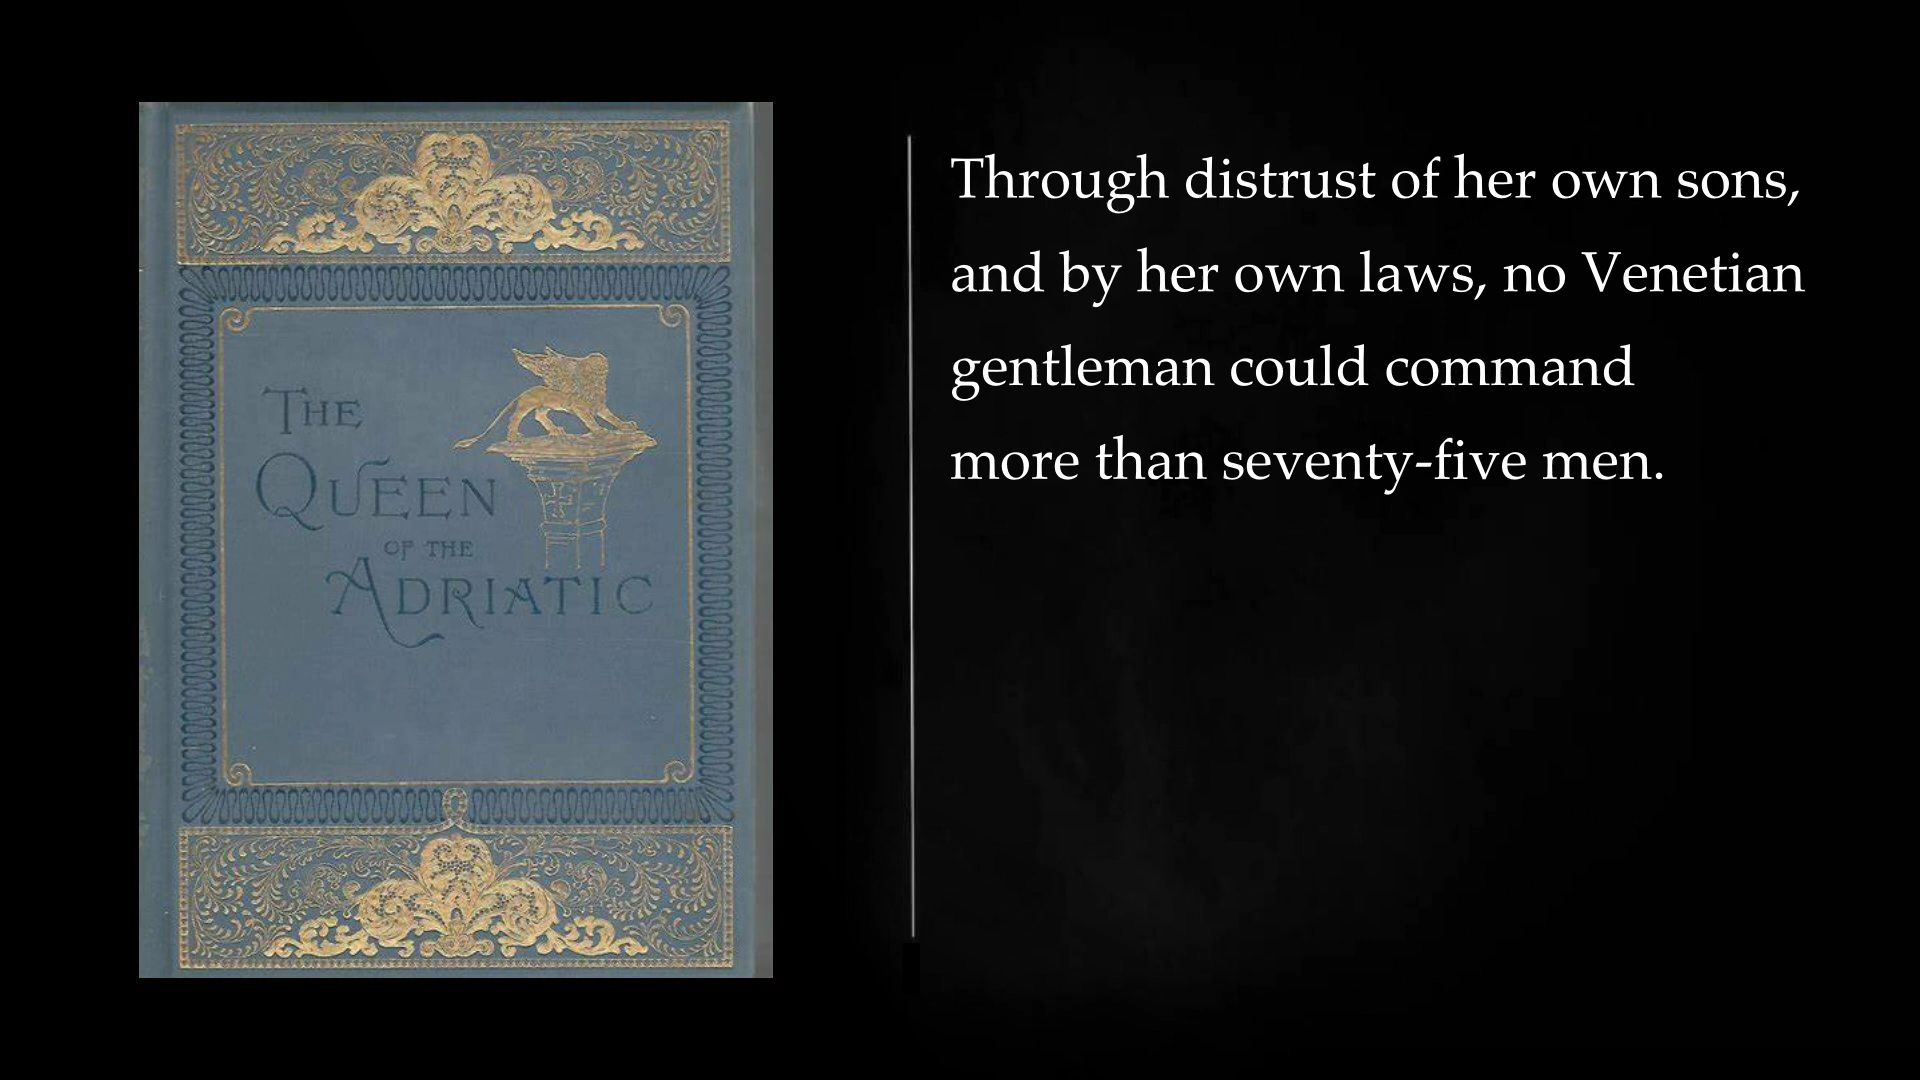 THE
QUEEN
OF THE
ADRIATIC
Through distrust of her own sons,
and by her own laws, no Venetian
gentleman could command
more than seventy-five men.